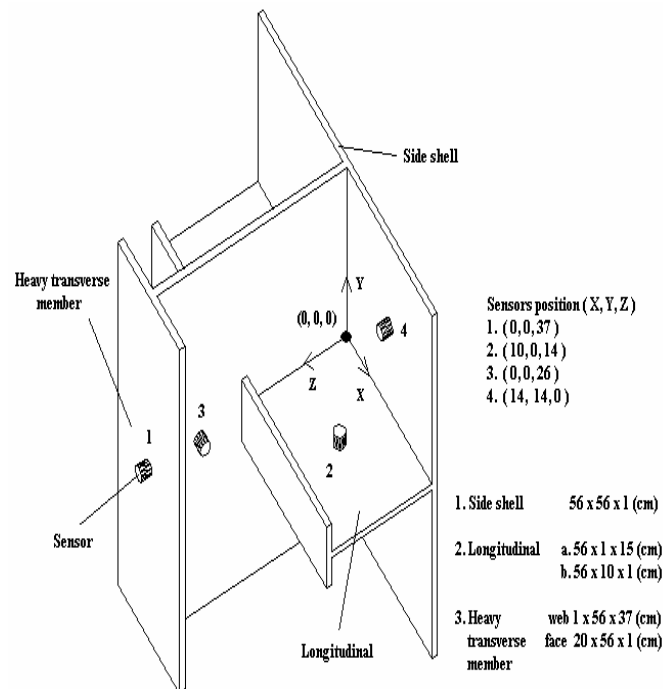 Side shell
Heavy transverse
member
Y
(0, 0, 0)
4
Z
X
3
1
2
Sensor
Longitudinal
Sensors position ( X, Y, Z )
1. ( 0,0,37 )
2. ( 10,0,14 )
3. ( 0,0,26 )
4. ( 14, 14,0 )
1. Side shell 56 x 56 x 1 (cm)
2. Longitudinal a. 56 x 1 x 15 (cm)
b. 56 x 10 x 1 (cm)
3. Heavy web 1 x 56 x 37 (cm)
transverse face 20 x 56 x 1 (cm)
member